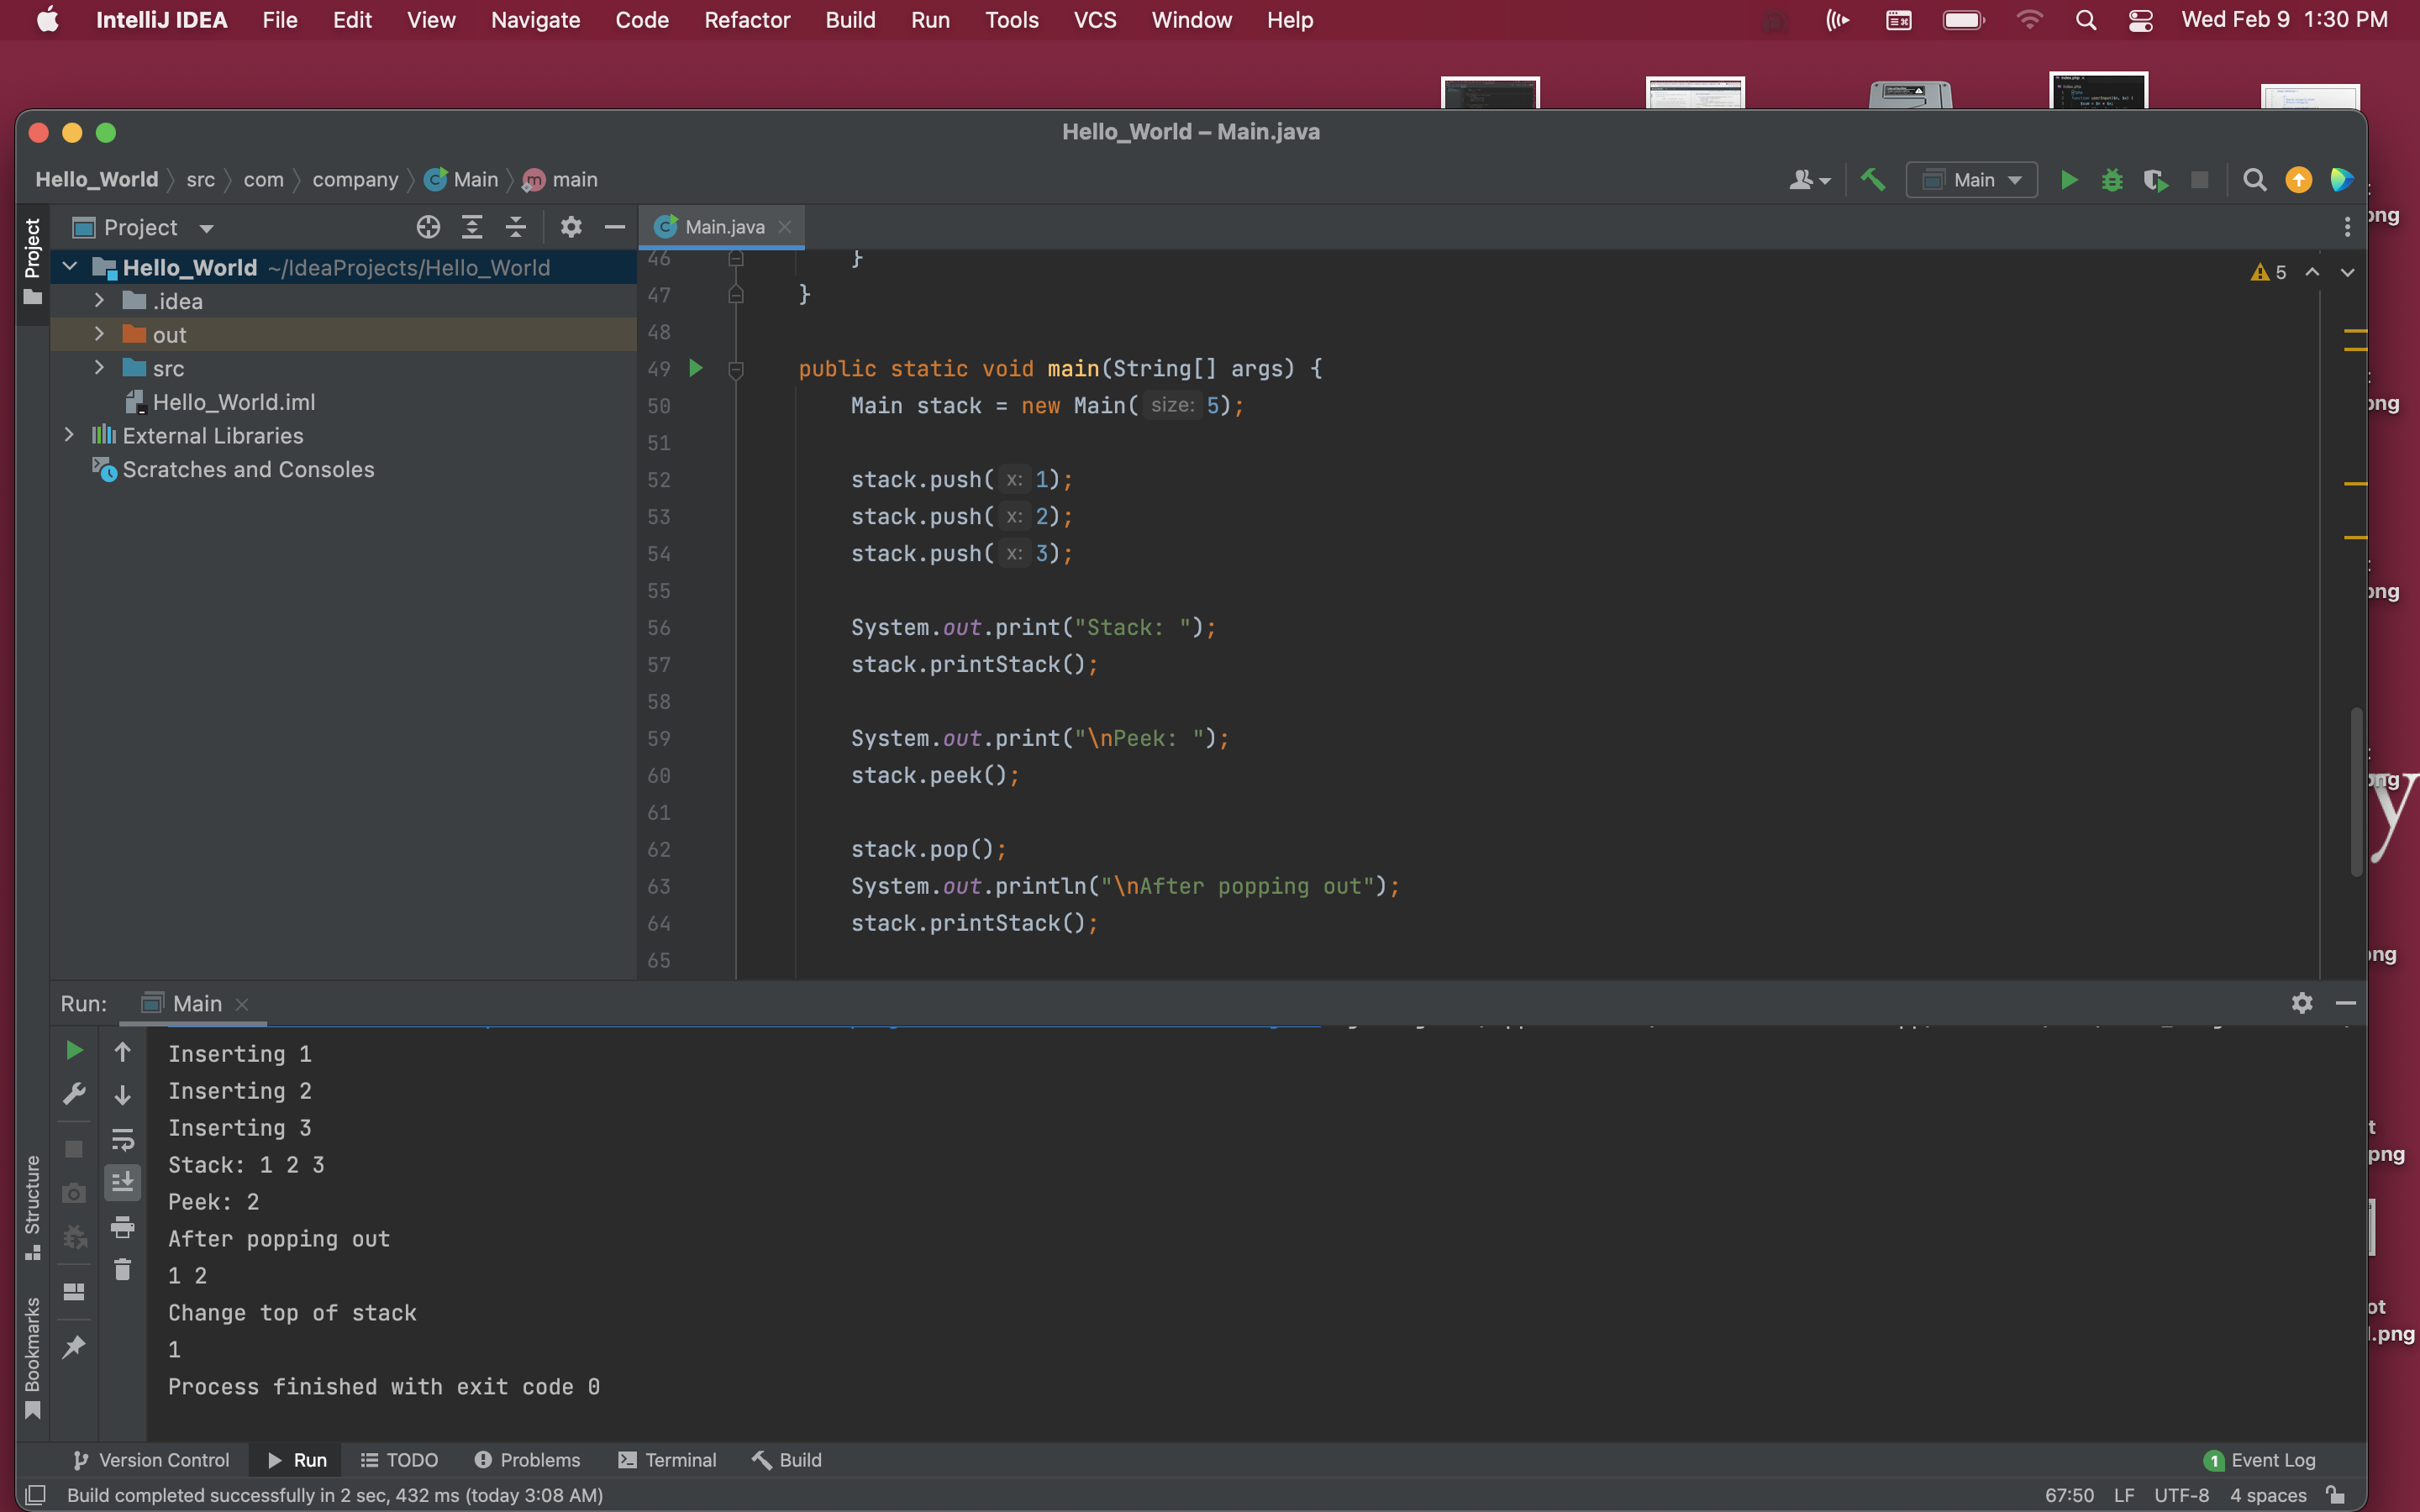 IntelliJ IDEA File Edit View Navigate Code Refactor Build Run Tools VCS Window Help Wed Feb 9 1:30 PM
Hello_World – Main.java
Hello_World src com company Main main Main
Project Main.java
Project
Hello_World ~/IdeaProjects/Hello_World
.idea
out
src
Hello_World.iml
External Libraries
Scratches and Consoles
5
46 }
47 }
48
49 public static void main(String[] args) {
50 Main stack = new Main( size: 5);
51
52 stack.push( x: 1);
53 stack.push( x: 2);
54 stack.push( x: 3);
55
56 System.out.print("Stack: ");
57 stack.printStack();
58
59 System.out.print("\nPeek: ");
60 stack.peek();
61
62 stack.pop();
63 System.out.println("\nAfter popping out");
64 stack.printStack();
65
Run: Main
Inserting 1
Inserting 2
Inserting 3
Stack: 1 2 3
Peek: 2
After popping out
1 2
Change top of stack
1
Process finished with exit code 0
Structure
Bookmarks
Version Control Run TODO Problems Terminal Build 1 Event Log
Build completed successfully in 2 sec, 432 ms (today 3:08 AM) 67:50 LF UTF-8 4 spaces